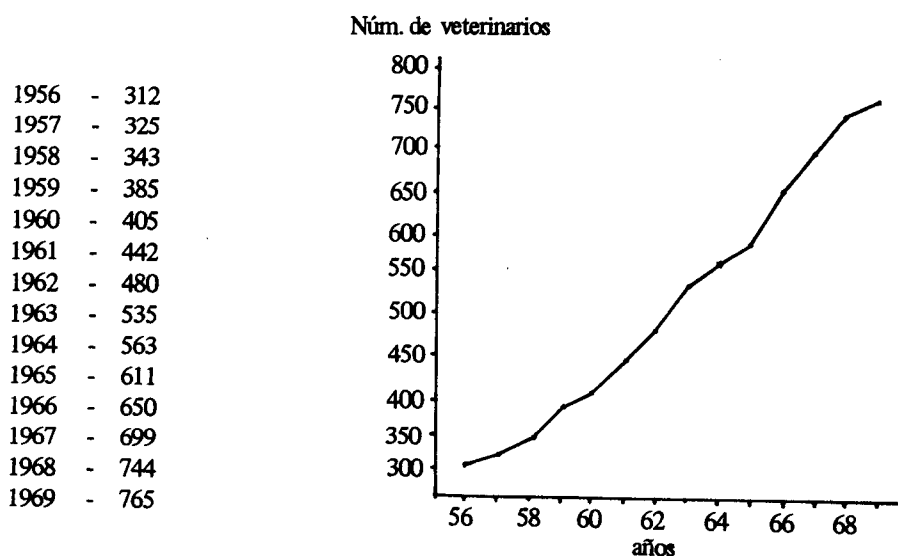 Núm. de veterinarios
1956 - 312
1957 - 325
1958 - 343
1959 - 385
1960 - 405
1961 - 442
1962 - 480
1963 - 535
1964 - 563
1965 - 611
1966 - 650
1967 - 699
1968 - 744
1969 - 765
800
750
700
650
600
550
500
450
400
350
300
56 58 60 62 64 66 68
años